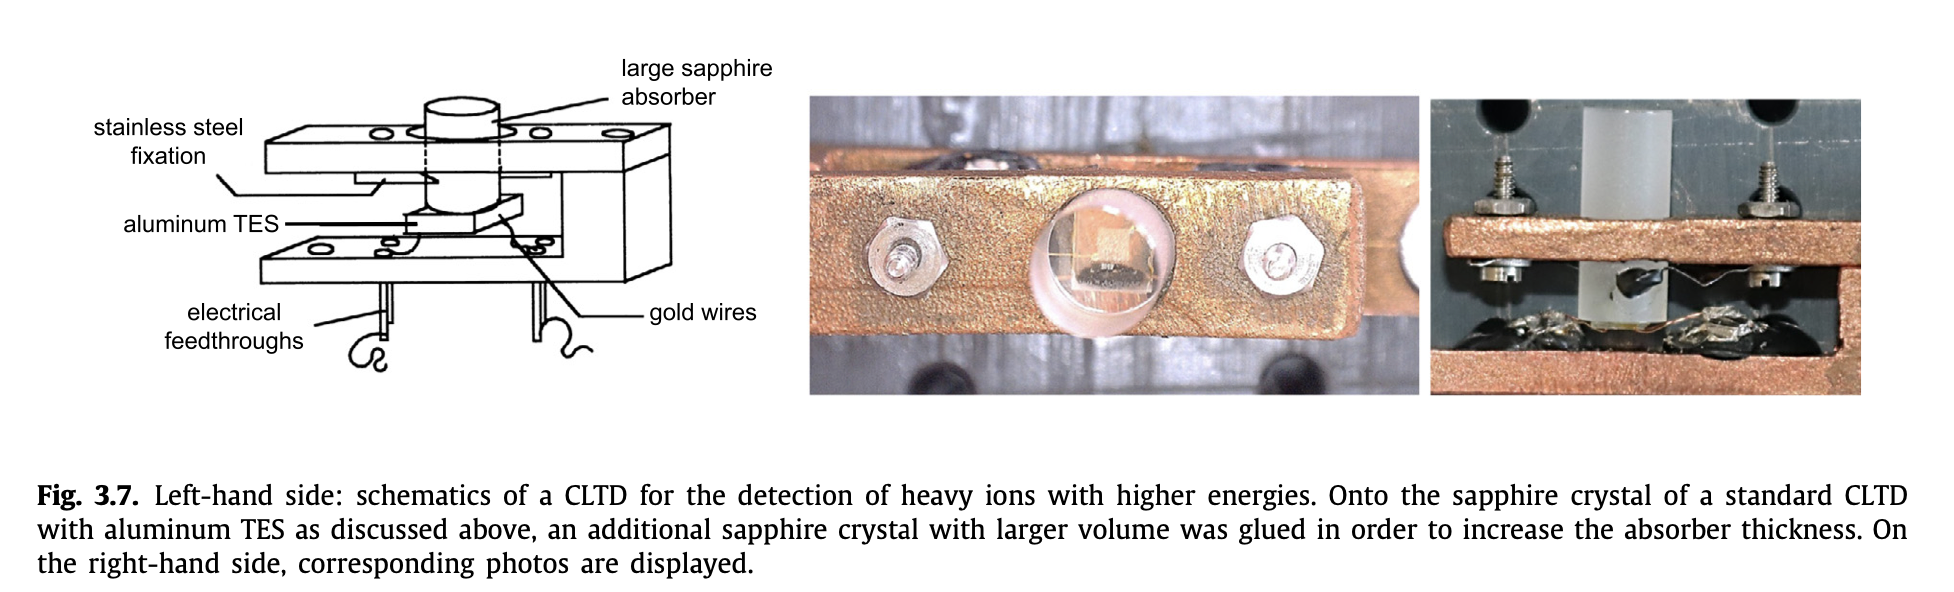 large sapphire
absorber
stainless steel
fixation
aluminum TES
electrical
feedthroughs
gold wires
Fig. 3.7. Left-hand side: schematics of a CLTD for the detection of heavy ions with higher energies. Onto the sapphire crystal of a standard CLTD
with aluminum TES as discussed above, an additional sapphire crystal with larger volume was glued in order to increase the absorber thickness. On
the right-hand side, corresponding photos are displayed.